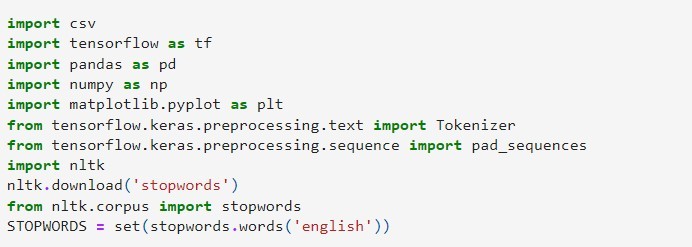 import csv
import tensorflow as tf
import pandas as pd
import numpy as np
import matplotlib.pyplot as plt
from tensorflow.keras.preprocessing.text import Tokenizer
from tensorflow.keras.preprocessing.sequence import pad_sequences
import nltk
nltk.download('stopwords')
from nltk.corpus import stopwords
STOPWORDS = set(stopwords.words('english'))